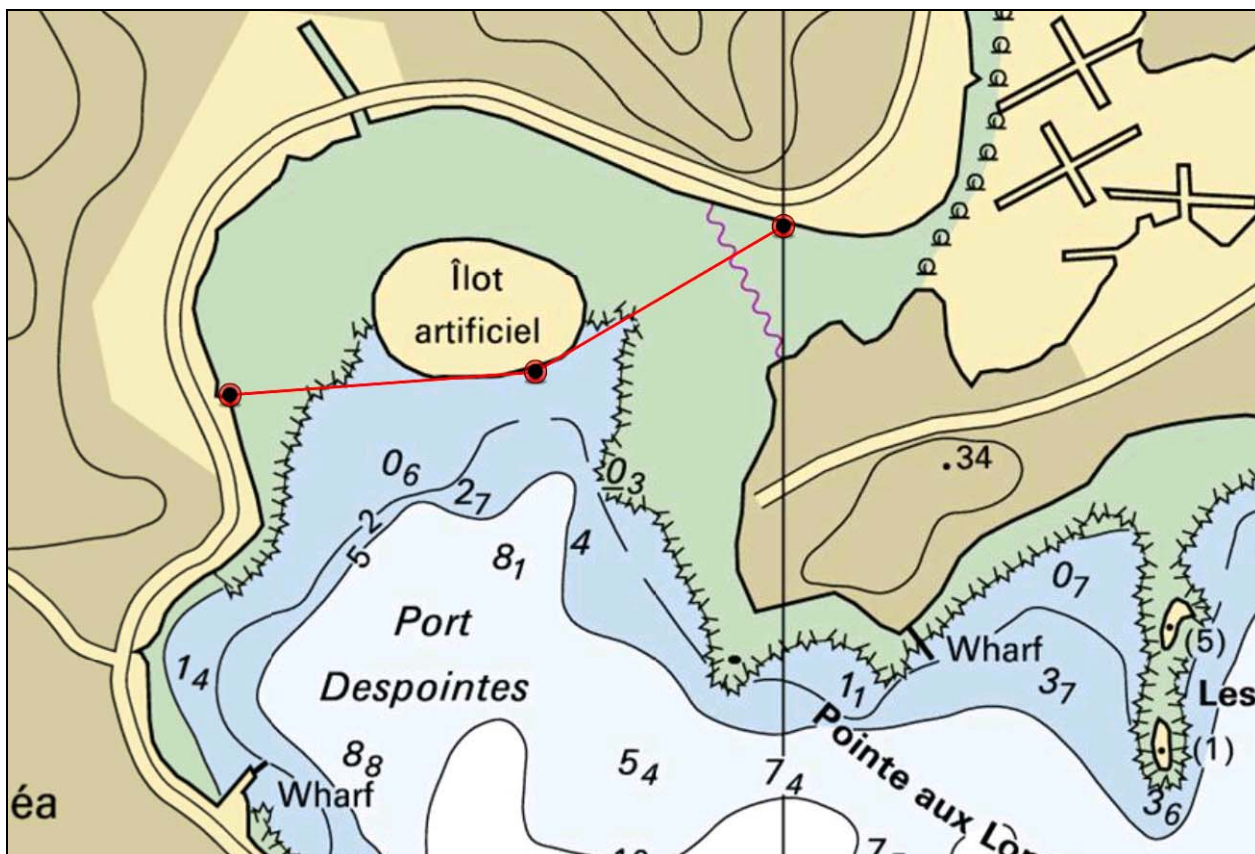 Îlot
artificiel
.34
0₆
2₇
0₃
2
5
8₁
4
0₇
Port
Despointes
1₄
Wharf
(5)
1₁
3₇
Les
8₈
5₄
7₄
Pointe aux
(1)
Wharf
éa
3₆